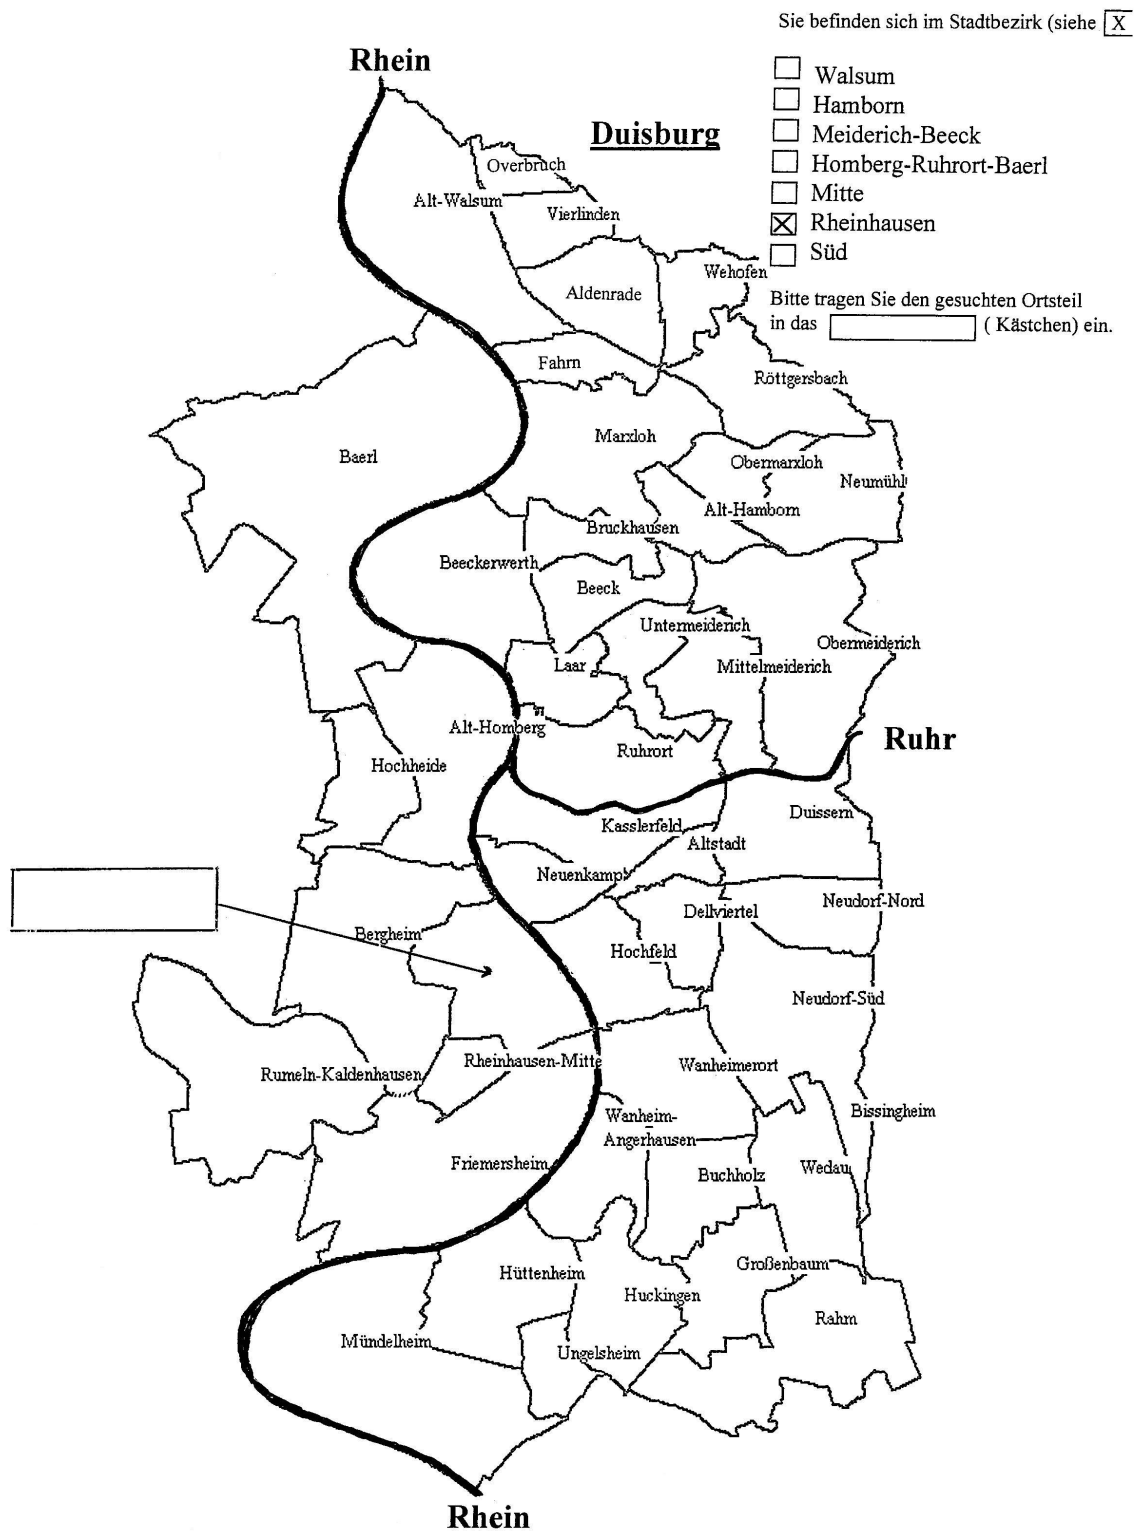 Sie befinden sich im Stadtbezirk (siehe X
Rhein
Walsum
Hamborn
Duisburg
Meiderich-Beeck
Overbruch
Homberg-Ruhrort-Baerl
Alt-Walsum
Mitte
Vierlinden
Rheinhausen
Süd
Wehofen
Aldenrade
Bitte tragen Sie den gesuchten Ortsteil
in das ( Kästchen) ein.
Fahrn
Röttgersbach
Marxloh
Baerl
Obermarxloh
Neumühl
Alt-Hamborn
Bruckhausen
Beeckerwerth
Beeck
Untermeiderich
Obermeiderich
Laar
Mittelmeiderich
Alt-Homberg
Ruhrort
Ruhr
Hochheide
Duissern
Kasslerfeld
Altstadt
Neuenkamp
Neudorf-Nord
Dellviertel
Bergheim
Hochfeld
Neudorf-Süd
Rheinhausen-Mitte
Wanheimerort
Rumeln-Kaldenhausen
Bissingheim
Wanheim-
Angerhausen
Friemersheim
Wedau
Buchholz
Großenbaum
Hüttenheim
Huckingen
Rahm
Mündelheim
Ungelsheim
Rhein